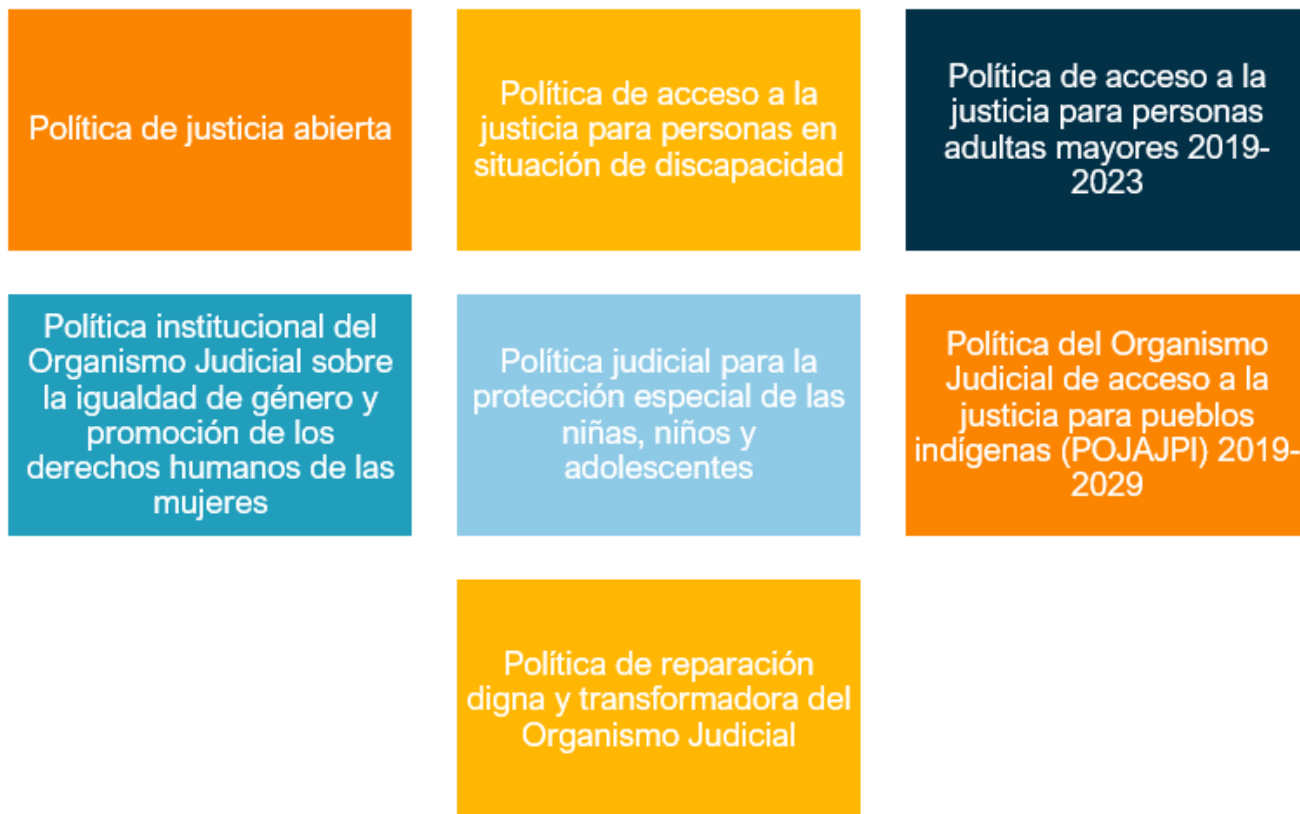 Política de justicia abierta
Política de acceso a la
justicia para personas en
situación de discapacidad
Política de acceso a la
justicia para personas
adultas mayores 2019-
2023
Política institucional del
Organismo Judicial sobre
la igualdad de género y
promoción de los
derechos humanos de las
mujeres
Política judicial para la
protección especial de las
niñas, niños y
adolescentes
Política del Organismo
Judicial de acceso a la
justicia para pueblos
indígenas (POJAJPI) 2019-
2029
Política de reparación
digna y transformadora del
Organismo Judicial